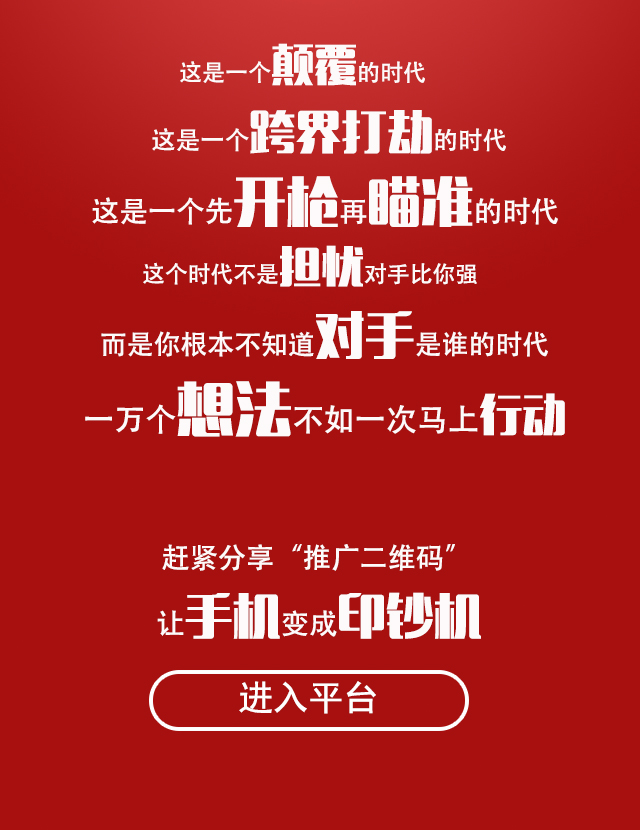 这是一个颠覆的时代
这是一个跨界打劫的时代
这是一个先开枪再瞄准的时代
这个时代不是担忧对手比你强
而是你根本不知道对手是谁的时代
一万个想法不如一次马上行动
赶紧分享“推广二维码”
让手机变成印钞机
进入平台